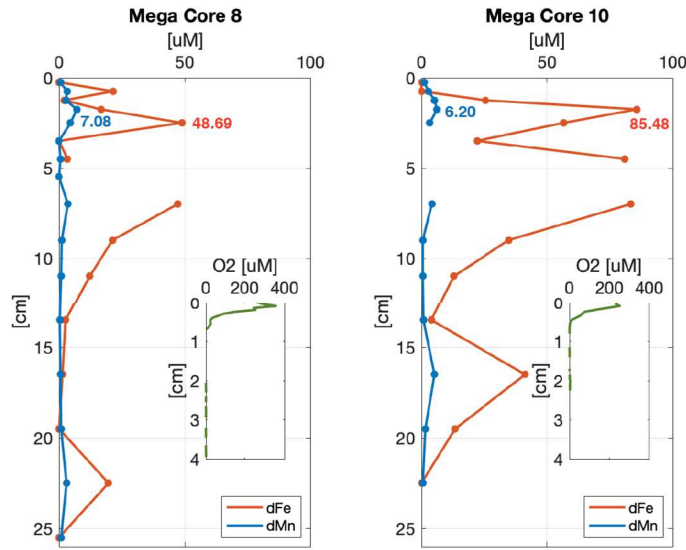 Mega Core 8
[uM]
0 50 100
0
5
10
15
20
25
[cm]
7.08
48.69
O2 [uM]
0 200 400
0
1
2
3
4
[cm]
dFe
dMn
Mega Core 10
[uM]
0 50 100
0
5
10
15
20
25
[cm]
6.20
85.48
O2 [uM]
0 200 400
0
1
2
3
4
[cm]
dFe
dMn